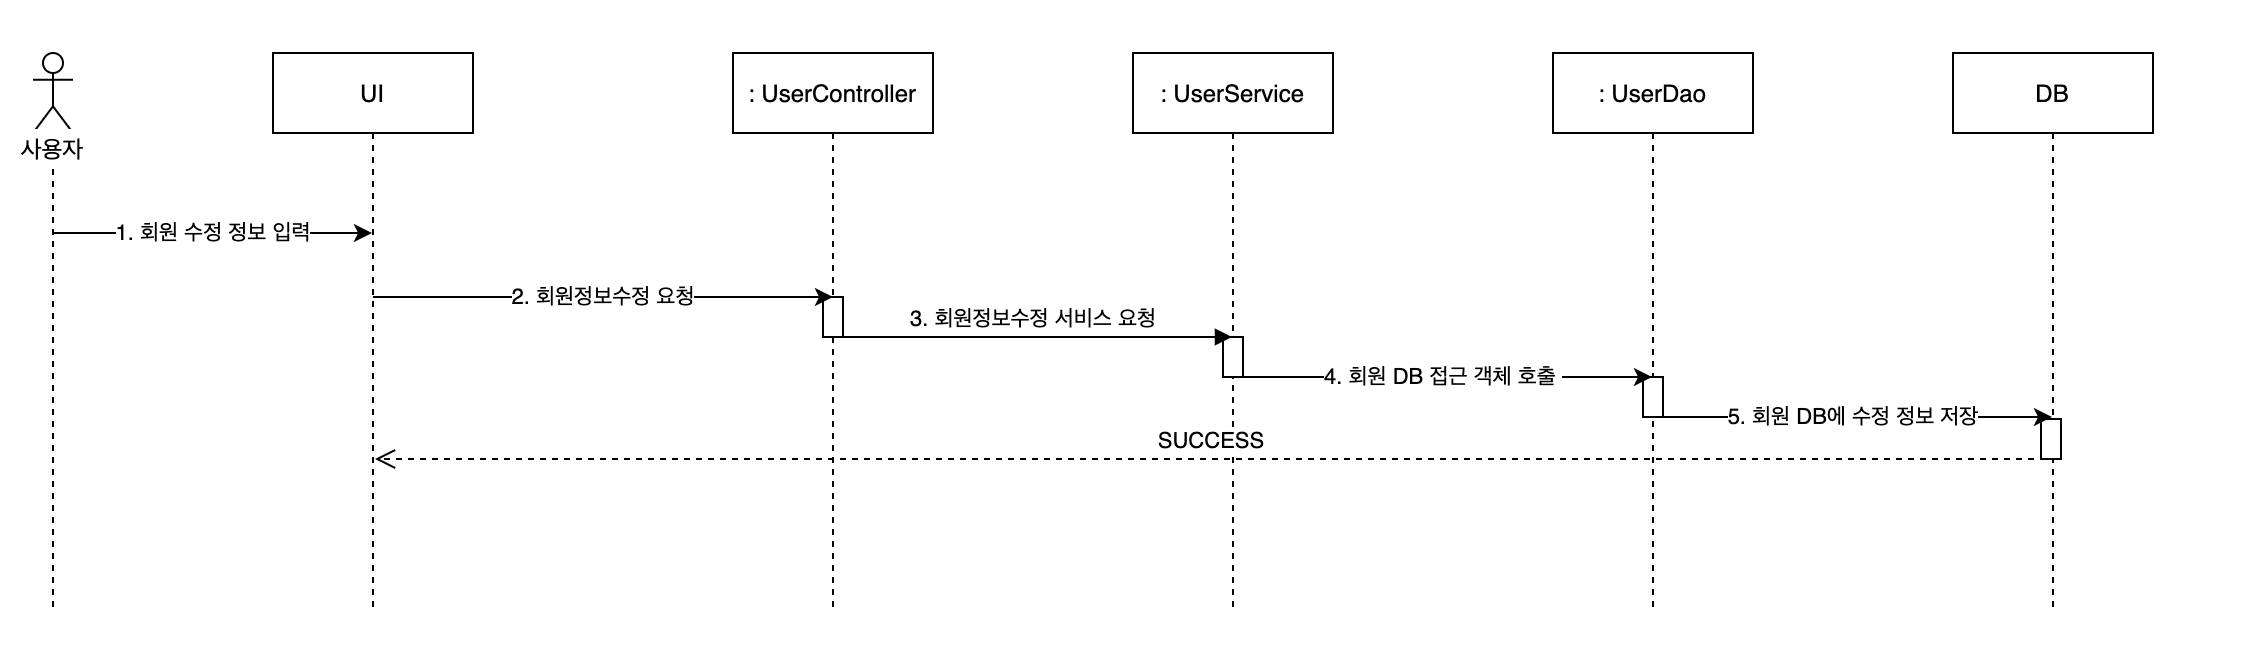 사용자
UI
: UserController
: UserService
: UserDao
DB
1. 회원 수정 정보 입력
2. 회원정보수정 요청
3. 회원정보수정 서비스 요청
4. 회원 DB 접근 객체 호출
5. 회원 DB에 수정 정보 저장
SUCCESS